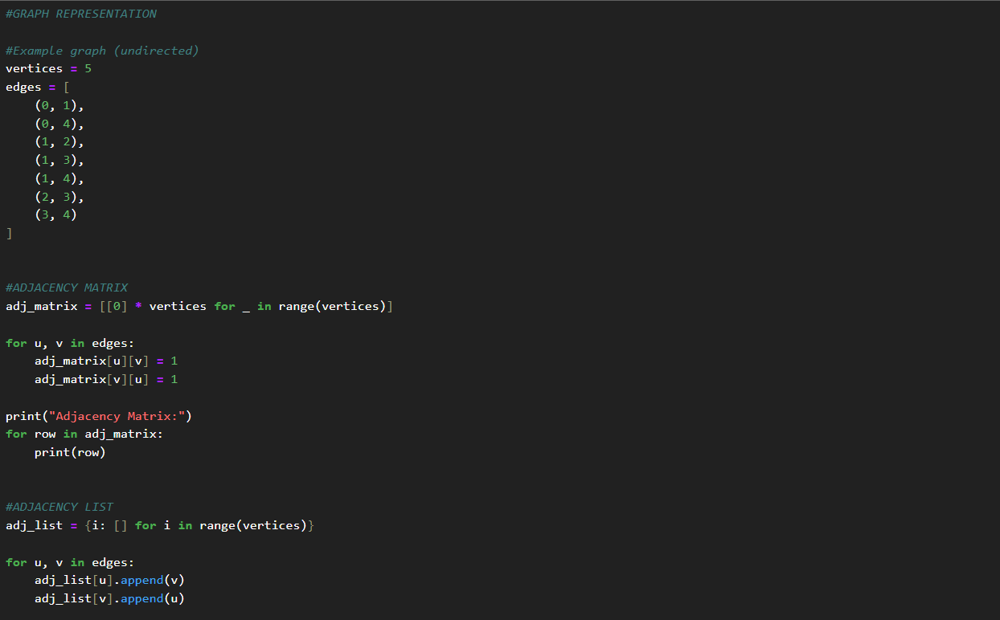 #GRAPH REPRESENTATION
#Example graph (undirected)
vertices = 5
edges = [
    (0, 1),
    (0, 4),
    (1, 2),
    (1, 3),
    (1, 4),
    (2, 3),
    (3, 4)
]
#ADJACENCY MATRIX
adj_matrix = [[0] * vertices for _ in range(vertices)]
for u, v in edges:
    adj_matrix[u][v] = 1
    adj_matrix[v][u] = 1
print("Adjacency Matrix:")
for row in adj_matrix:
    print(row)
#ADJACENCY LIST
adj_list = {i: [] for i in range(vertices)}
for u, v in edges:
    adj_list[u].append(v)
    adj_list[v].append(u)